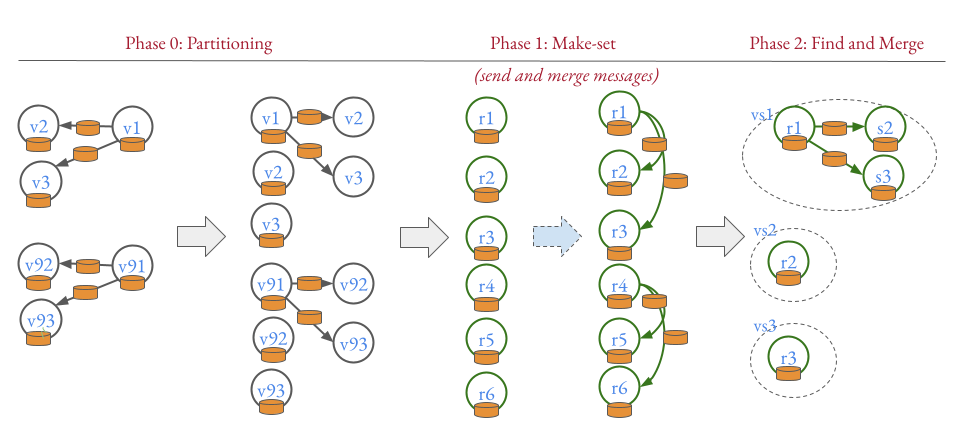 Phase 0: Partitioning
Phase 1: Make-set
Phase 2: Find and Merge
(send and merge messages)
v2
v1
v3
v92
v91
v93
v1
v2
v2
v3
v3
v91
v92
v92
v93
v93
r1
r2
r3
r4
r5
r6
r1
r2
r3
r4
r5
r6
vs1
r1
s2
s3
vs2
r2
vs3
r3